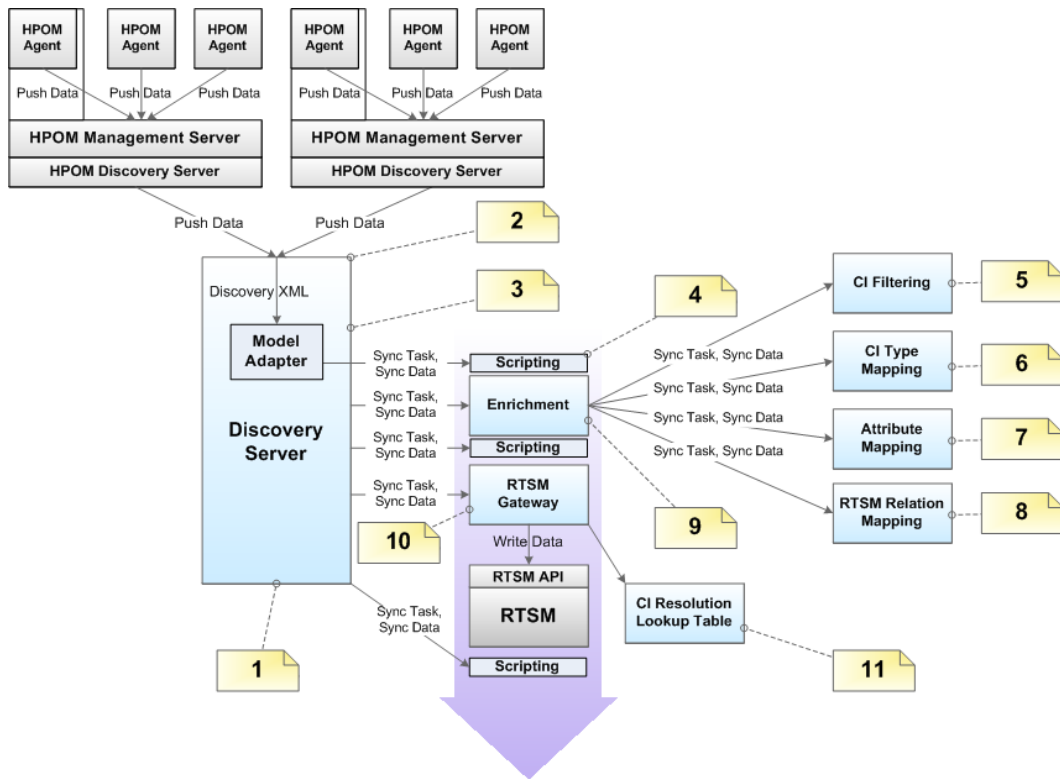 HPOM
Agent
HPOM
Agent
HPOM
Agent
HPOM
Agent
HPOM
Agent
HPOM
Agent
Push Data
Push Data
Push Data
Push Data
Push Data
Push Data
HPOM Management Server
HPOM Management Server
HPOM Discovery Server
HPOM Discovery Server
Push Data
Push Data
2
Discovery XML
3
4
CI Filtering
5
Model
Adapter
Sync Task,
Sync Data
Scripting
Sync Task, Sync Data
CI Type
Mapping
6
Sync Task,
Sync Data
Enrichment
Sync Task, Sync Data
Discovery
Server
Sync Task,
Sync Data
Scripting
Sync Task, Sync Data
Attribute
Mapping
7
Sync Task, Sync Data
Sync Task,
Sync Data
RTSM
Gateway
RTSM Relation
Mapping
8
10
Write Data
9
RTSM API
RTSM
CI Resolution
Lookup Table
Sync Task,
Sync Data
1
Scripting
11